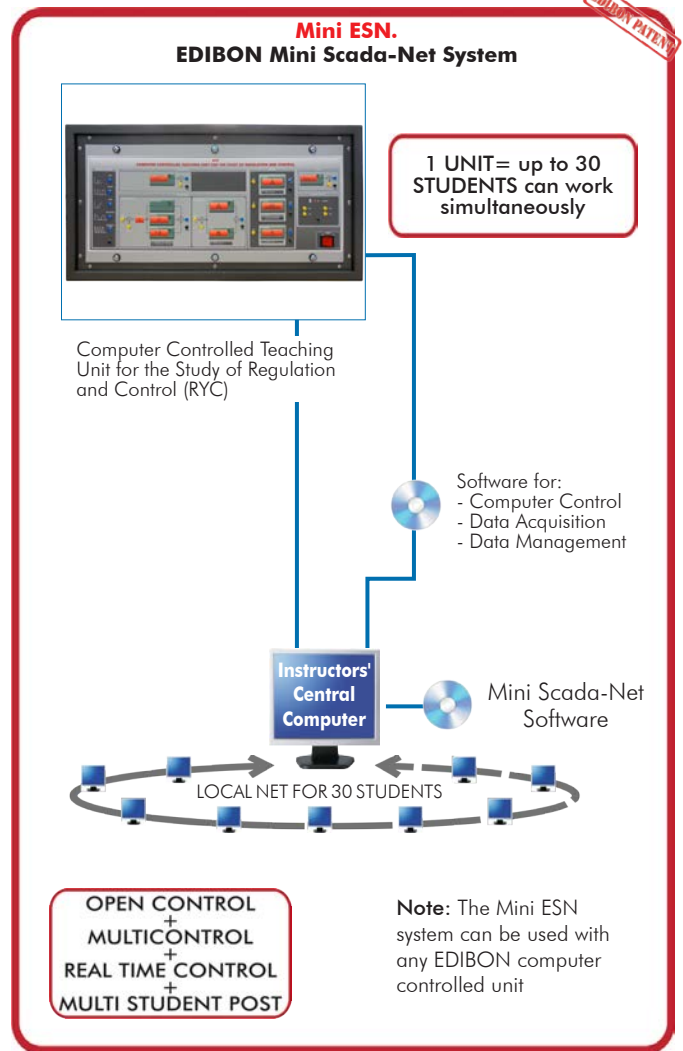 EDIBON PATENT
Mini ESN.
EDIBON Mini Scada-Net System
1 UNIT= up to 30
STUDENTS can work
simultaneously
Computer Controlled Teaching
Unit for the Study of Regulation
and Control (RYC)
Software for:
- Computer Control
- Data Acquisition
- Data Management
Instructors'
Central
Computer
Mini Scada-Net
Software
LOCAL NET FOR 30 STUDENTS
OPEN CONTROL
+
MULTICONTROL
+
REAL TIME CONTROL
+
MULTI STUDENT POST
Note: The Mini ESN
system can be used with
any EDIBON computer
controlled unit